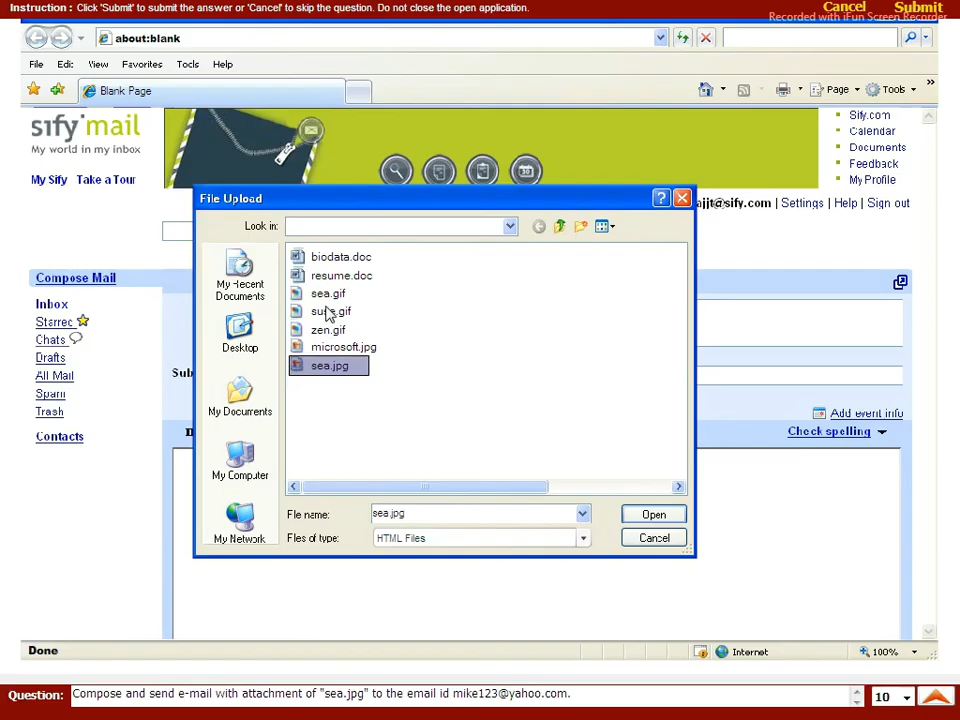 Instruction : Click 'Submit' to submit the answer or 'Cancel' to skip the question. Do not close the open application.
Cancel Submit
Recorded with iFun Screen Recorder
about:blank
File Edi: View Favorites Tools Help
Blank Page
Page Tools
sify mail
My world in my inbox
My Sify Take a Tour
Sify.com
Calendar
Documents
Feedback
My Profile
ajjt@sify.com | Settings | Help | Sign out
File Upload
Look in:
My Recent
Documents
Desktop
My Documents
My Computer
My Network
biodata.doc
resume.doc
sea.gif
zen.gif
microsoft.jpg
sea.jpg
File name: sea.jpg Open
Files of type: HTML Files Cancel
Compose Mail
Inbox
Starrec
Chats
Drafts
All Mail
Spam
Trash
Contacts
Sub
Add event info
Check spelling
Done
Internet
100%
Question: Compose and send e-mail with attachment of "sea.jpg" to the email id mike123@yahoo.com.
10